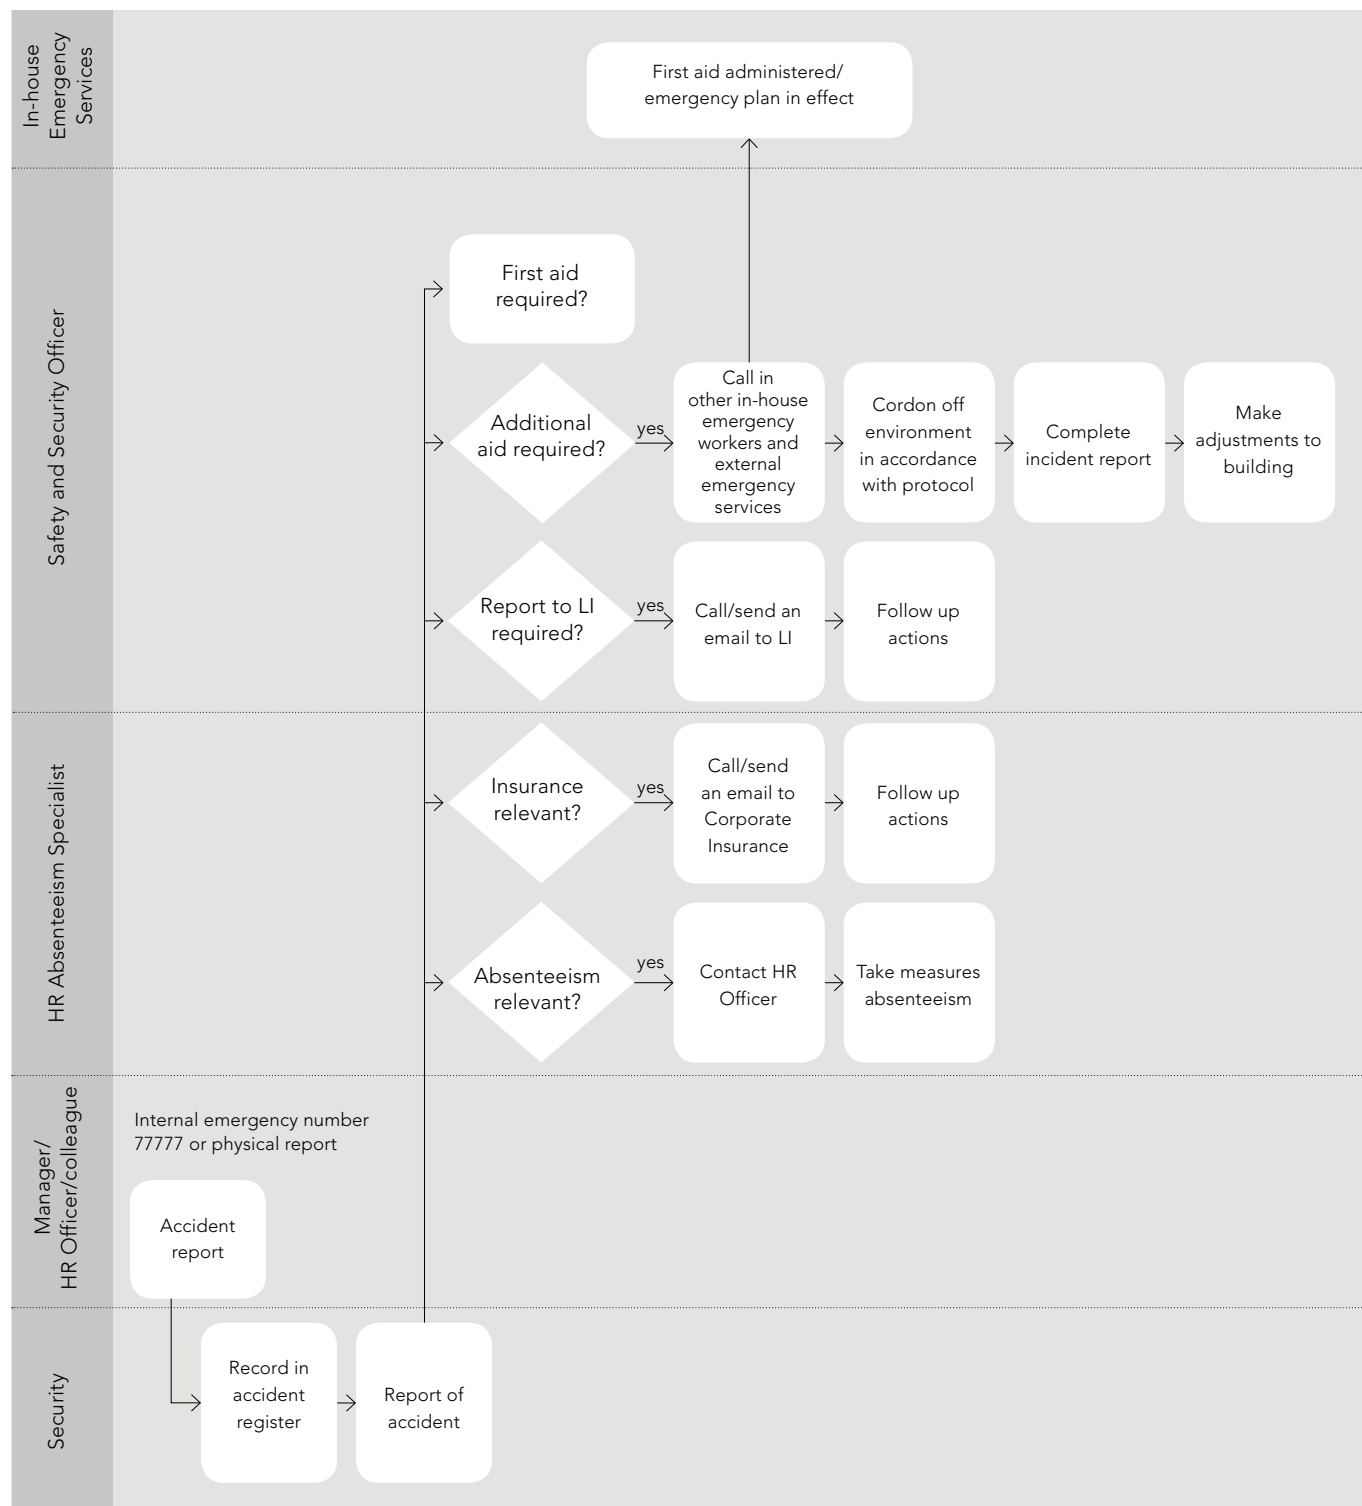 In-house
Emergency
Services
First aid administered/
emergency plan in effect
Safety and Security Officer
First aid
required?
Additional
aid required?
yes
Call in
other in-house
emergency
workers and
external
emergency
services
Cordon off
environment
in accordance
with protocol
Complete
incident report
Make
adjustments to
building
Report to LI
required?
yes
Call/send an
email to LI
Follow up
actions
HR Absenteeism Specialist
Insurance
relevant?
yes
Call/send
an email to
Corporate
Insurance
Follow up
actions
Absenteeism
relevant?
yes
Contact HR
Officer
Take measures
absenteeism
Manager/
HR Officer/colleague
Internal emergency number
77777 or physical report
Accident
report
Security
Record in
accident
register
Report of
accident